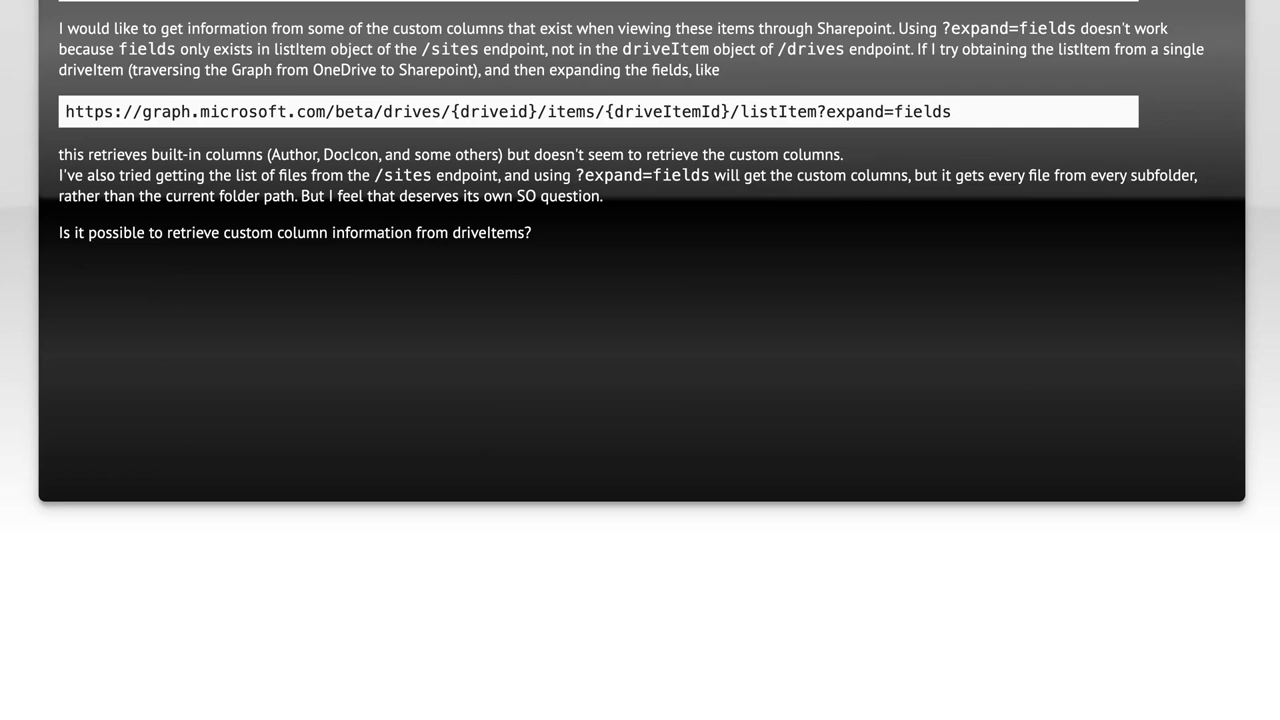 I would like to get information from some of the custom columns that exist when viewing these items through Sharepoint. Using ?expand=fields doesn't work
because fields only exists in listItem object of the /sites endpoint, not in the driveItem object of /drives endpoint. If I try obtaining the listItem from a single
driveItem (traversing the Graph from OneDrive to Sharepoint), and then expanding the fields, like
https://graph.microsoft.com/beta/drives/{driveid}/items/{driveItemId}/listItem?expand=fields
this retrieves built-in columns (Author, DocIcon, and some others) but doesn't seem to retrieve the custom columns.
I've also tried getting the list of files from the /sites endpoint, and using ?expand=fields will get the custom columns, but it gets every file from every subfolder,
rather than the current folder path. But I feel that deserves its own SO question.
Is it possible to retrieve custom column information from driveItems?